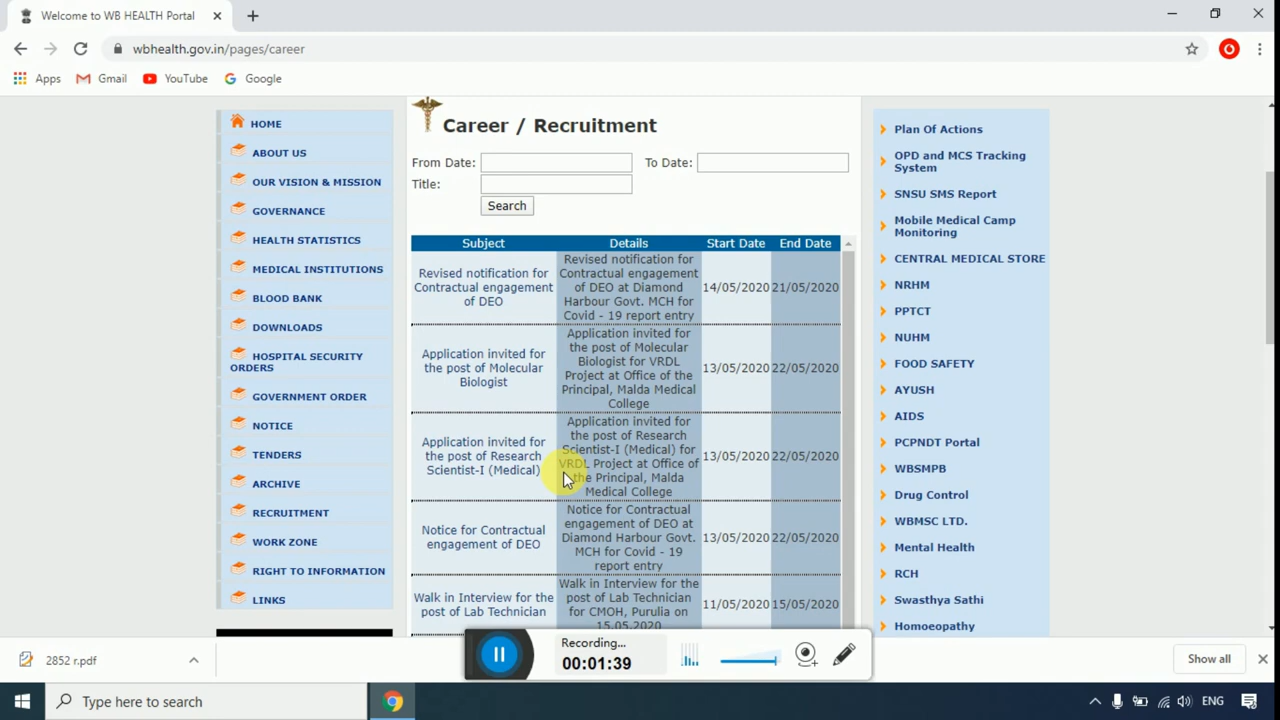 Welcome to WB HEALTH Portal
wbhealth.gov.in/pages/career
Apps
Gmail
YouTube
Google
HOME
ABOUT US
OUR VISION & MISSION
GOVERNANCE
HEALTH STATISTICS
MEDICAL INSTITUTIONS
BLOOD BANK
DOWNLOADS
HOSPITAL SECURITY
ORDERS
GOVERNMENT ORDER
NOTICE
TENDERS
ARCHIVE
RECRUITMENT
WORK ZONE
RIGHT TO INFORMATION
LINKS
Career / Recruitment
From Date:
To Date:
Title:
Search
Subject
Details
Start Date
End Date
Revised notification for
Contractual engagement
of DEO
Revised notification for
Contractual engagement
of DEO at Diamond
Harbour Govt. MCH for
Covid - 19 report entry
14/05/2020
21/05/2020
Application invited for
the post of Molecular
Biologist
Application invited for
the post of Molecular
Biologist for VRDL
Project at Office of the
Principal, Malda Medical
College
13/05/2020
22/05/2020
Application invited for
the post of Research
Scientist-I (Medical)
Application invited for
the post of Research
Scientist-I (Medical) for
VRDL Project at Office of
the Principal, Malda
Medical College
13/05/2020
22/05/2020
Notice for Contractual
engagement of DEO
Notice for Contractual
engagement of DEO at
Diamond Harbour Govt.
MCH for Covid - 19
report entry
13/05/2020
22/05/2020
Walk in Interview for the
post of Lab Technician
Walk in Interview for the
post of Lab Technician
for CMOH, Purulia on
15.05.2020
11/05/2020
15/05/2020
Plan Of Actions
OPD and MCS Tracking
System
SNSU SMS Report
Mobile Medical Camp
Monitoring
CENTRAL MEDICAL STORE
NRHM
PPTCT
NUHM
FOOD SAFETY
AYUSH
AIDS
PCPNDT Portal
WBSMPB
Drug Control
WBMSC LTD.
Mental Health
RCH
Swasthya Sathi
Homoeopathy
Recording...
00:01:39
2852 r.pdf
Show all
Type here to search
ENG